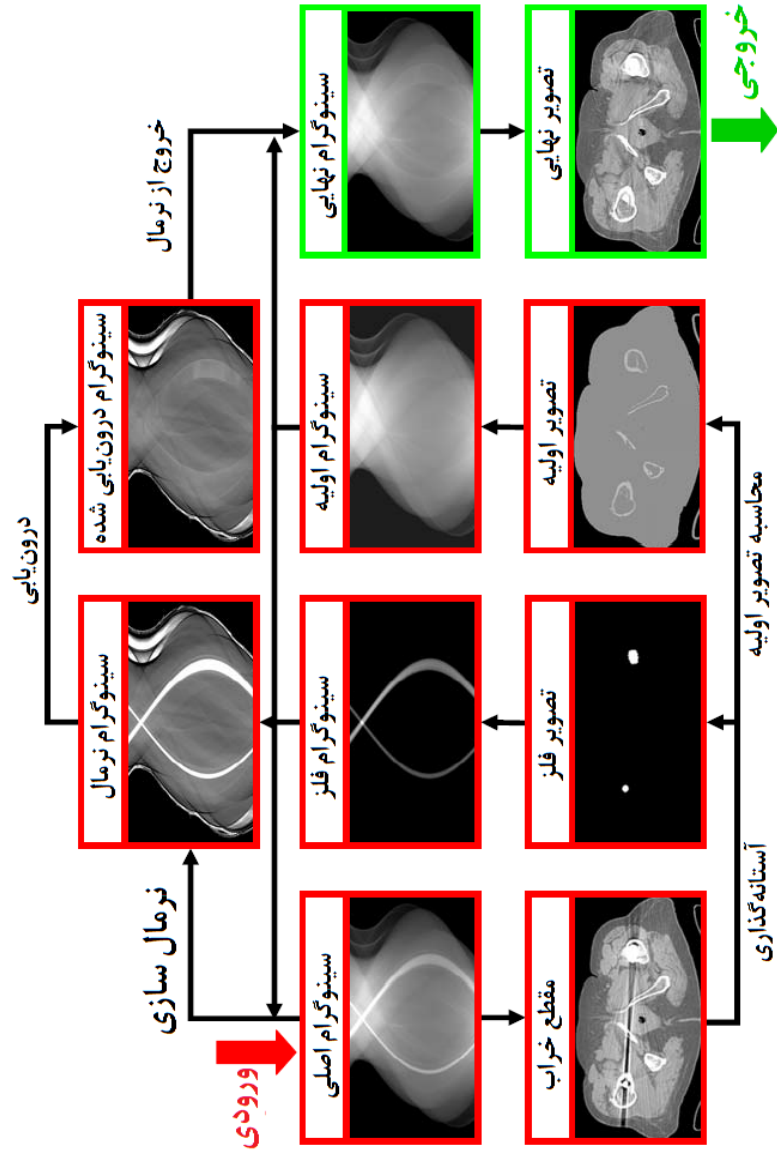 ورودی
سینوگرام اصلی
مقطع خراب
نرمال سازی
آستانه‌گذاری
سینوگرام نرمال
سینوگرام فلز
تصویر فلز
درون‌یابی
محاسبه تصویر اولیه
سینوگرام درون‌یابی شده
سینوگرام اولیه
تصویر اولیه
خروج از نرمال
سینوگرام نهایی
تصویر نهایی
خروجی